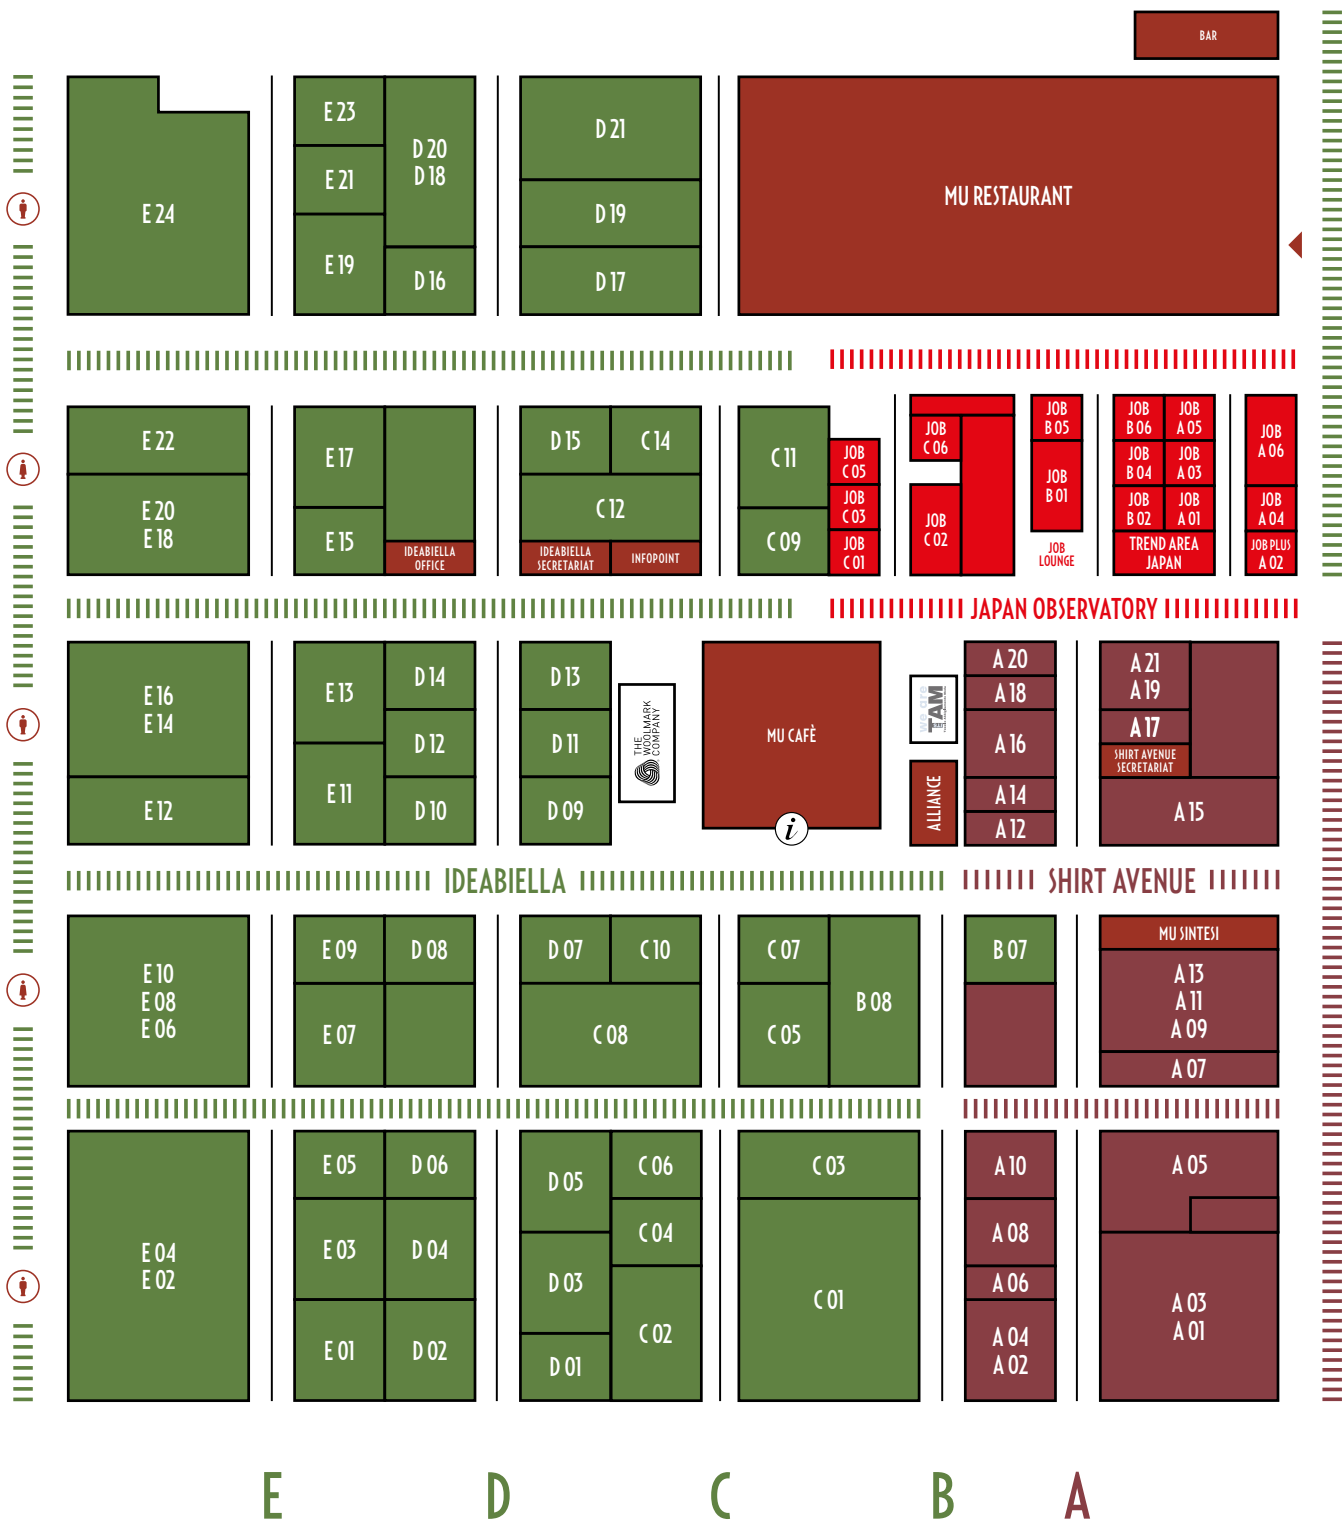 BAR
E 24
E 23
E 21
E 19
D 20
D 18
D 16
D 21
D 19
D 17
MU RESTAURANT
E 22
E 20
E 18
E 17
E 15
IDEABIELLA
OFFICE
D 15
C 14
C 12
IDEABIELLA
SECRETARIAT
INFOPOINT
C 11
C 09
JOB
C 05
JOB
C 03
JOB
C 01
JOB
C 06
JOB
C 02
JOB
B 05
JOB
B 01
JOB
LOUNGE
JOB
B 06
JOB
A 05
JOB
B 04
JOB
A 03
JOB
B 02
JOB
A 01
TREND AREA
JAPAN
JOB
A 06
JOB
A 04
JOB PLUS
A 02
JAPAN OBSERVATORY
E 16
E 14
E 12
E 13
E 11
D 14
D 12
D 10
D 13
D 11
D 09
THE
WOOLMARK
COMPANY
MU CAFÈ
i
we are
TAM
ALLIANCE
A 20
A 18
A 16
A 14
A 12
A 21
A 19
A 17
SHIRT AVENUE
SECRETARIAT
A 15
IDEABIELLA
SHIRT AVENUE
E 10
E 08
E 06
E 09
E 07
D 08
D 07
C 10
C 08
C 07
C 05
B 08
B 07
MU SINTESI
A 13
A 11
A 09
A 07
E 04
E 02
E 05
E 03
E 01
D 06
D 04
D 02
D 05
D 03
D 01
C 06
C 04
C 02
C 03
C 01
A 10
A 08
A 06
A 04
A 02
A 05
A 03
A 01
E
D
C
B
A